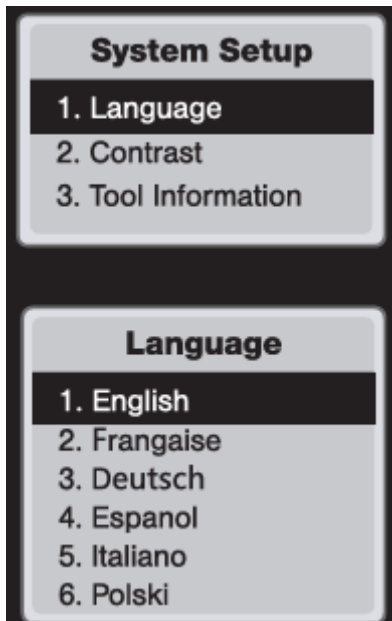 System Setup
1. Language
2. Contrast
3. Tool Information
Language
1. English
2. Frangaise
3. Deutsch
4. Espanol
5. Italiano
6. Polski